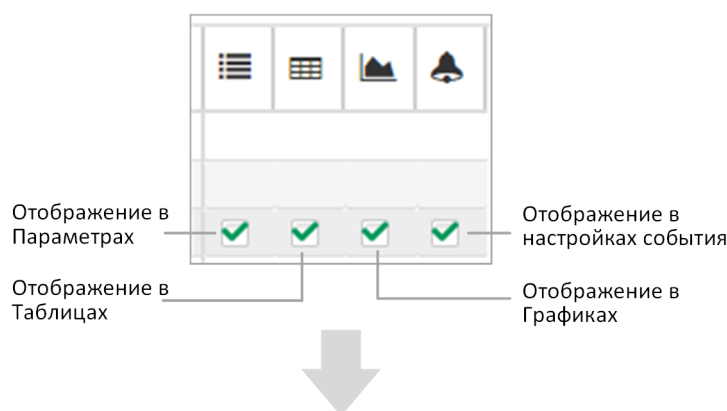 Отображение в
Параметрах
Отображение в
Таблицах
Отображение в
настройках события
Отображение в
Графиках